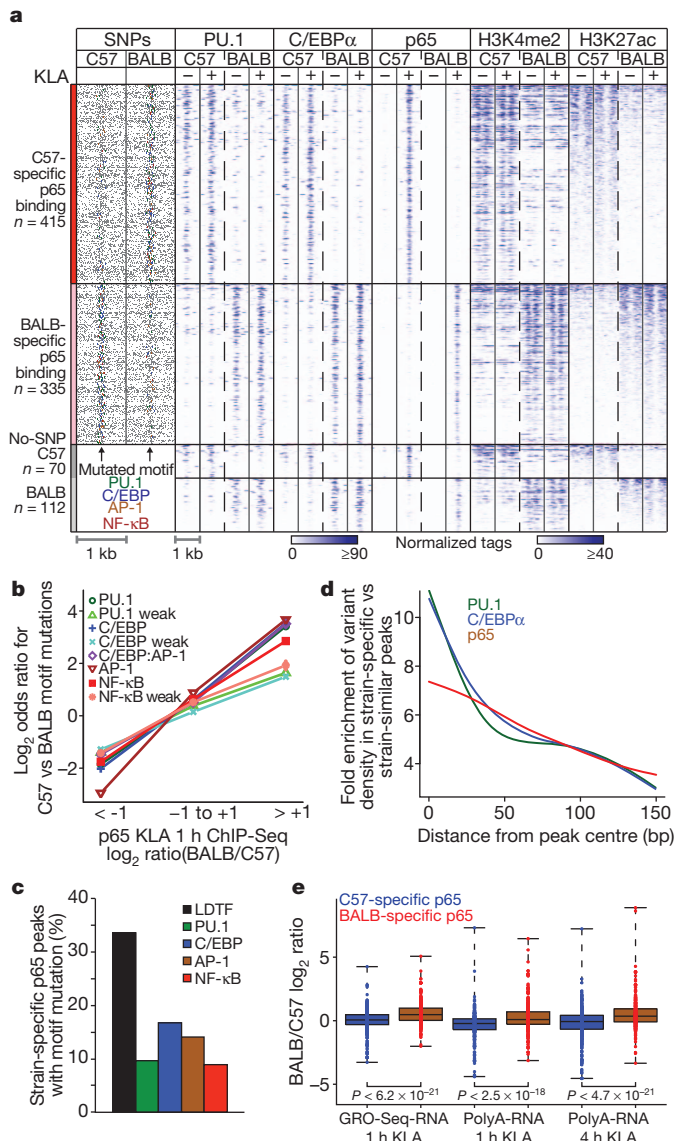 a
SNPs PU.1 C/EBPα p65 H3K4me2 H3K27ac
C57 BALB C57 BALB C57 BALB C57 BALB C57 BALB C57 BALB
KLA − + − + − + − + − + − + − + − + − + − +
C57-
specific
p65
binding
n = 415
BALB-
specific
p65
binding
n = 335
No-SNP
C57
n = 70
BALB
n = 112
Mutated motif
PU.1
C/EBP
AP-1
NF-κB
1 kb 1 kb 0 ≥90 Normalized tags 0 ≥40
b
PU.1
PU.1 weak
C/EBP
C/EBP weak
C/EBP:AP-1
AP-1
NF-κB
NF-κB weak
4
2
0
−2
Log2 odds ratio for
C57 vs BALB motif mutations
< -1 −1 to +1 > +1
p65 KLA 1 h ChIP-Seq
log2 ratio(BALB/C57)
d
PU.1
C/EBPα
p65
10
8
6
4
Fold enrichment of variant
density in strain-specific vs
strain-similar peaks
0 50 100 150
Distance from peak centre (bp)
c
40
30
20
10
0
Strain-specific p65 peaks
with motif mutation (%)
LDTF
PU.1
C/EBP
AP-1
NF-κB
e
C57-specific p65
BALB-specific p65
5
0
−5
BALB/C57 log2 ratio
P < 6.2 × 10−21 P < 2.5 × 10−18 P < 4.7 × 10−21
GRO-Seq-RNA PolyA-RNA PolyA-RNA
1 h KLA 1 h KLA 4 h KLA